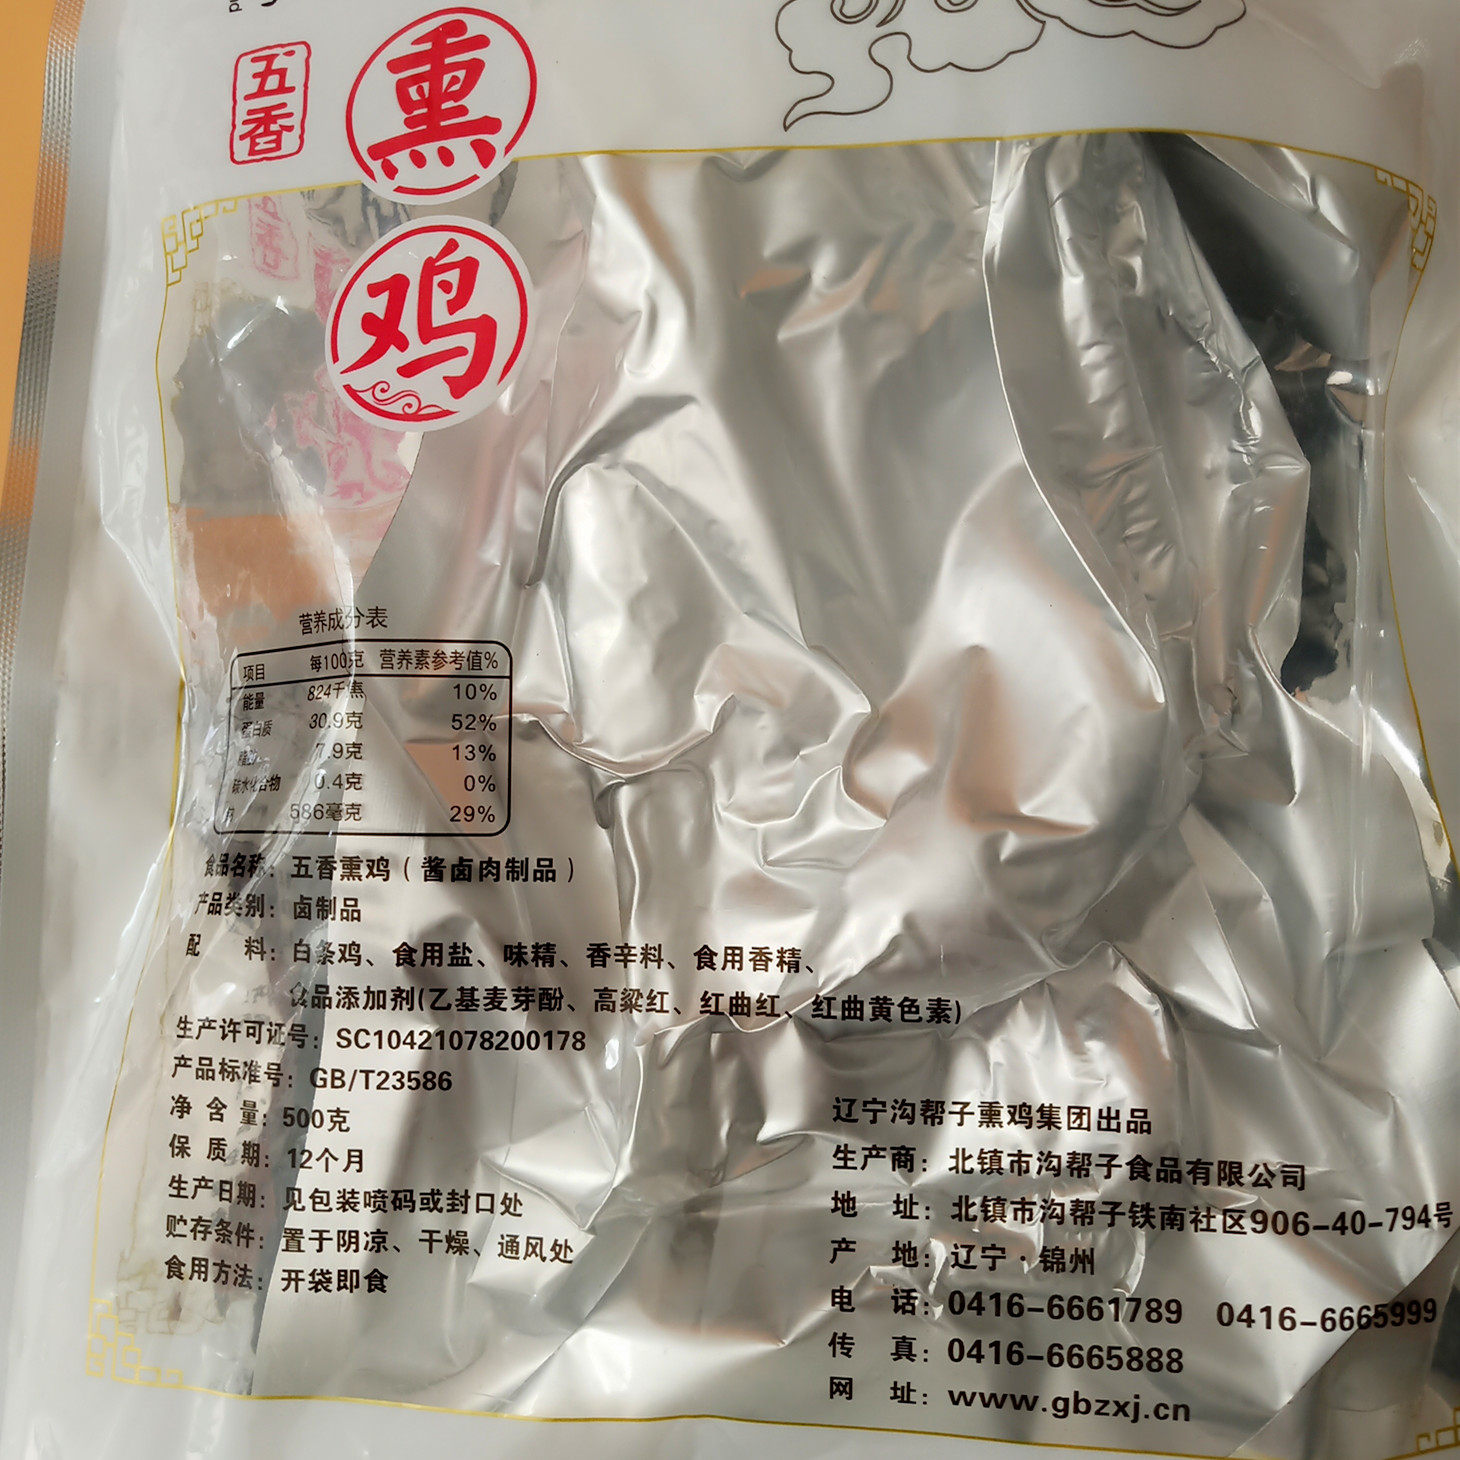 五香
熏
鸡
营养成分表
项目 每100克 营养素参考值%
能量 824千焦 10%
蛋白质 30.9克 52%
脂肪 7.9克 13%
碳水化合物 0.4克 0%
586毫克 29%
食品名称：五香熏鸡（酱卤肉制品）
产品类别：卤制品
配 料：白条鸡、食用盐、味精、香辛料、食用香精、
食品添加剂(乙基麦芽酚、高粱红、红曲红、红曲黄色素)
生产许可证号：SC10421078200178
产品标准号：GB/T23586
净含量：500克
保质期：12个月
生产日期：见包装喷码或封口处
贮存条件：置于阴凉、干燥、通风处
食用方法：开袋即食
辽宁沟帮子熏鸡集团出品
生产商：北镇市沟帮子食品有限公司
地 址：北镇市沟帮子铁南社区906-40-794号
产 地：辽宁·锦州
电 话：0416-6661789 0416-6665999
传 真：0416-6665888
网 址：www.gbzxj.cn